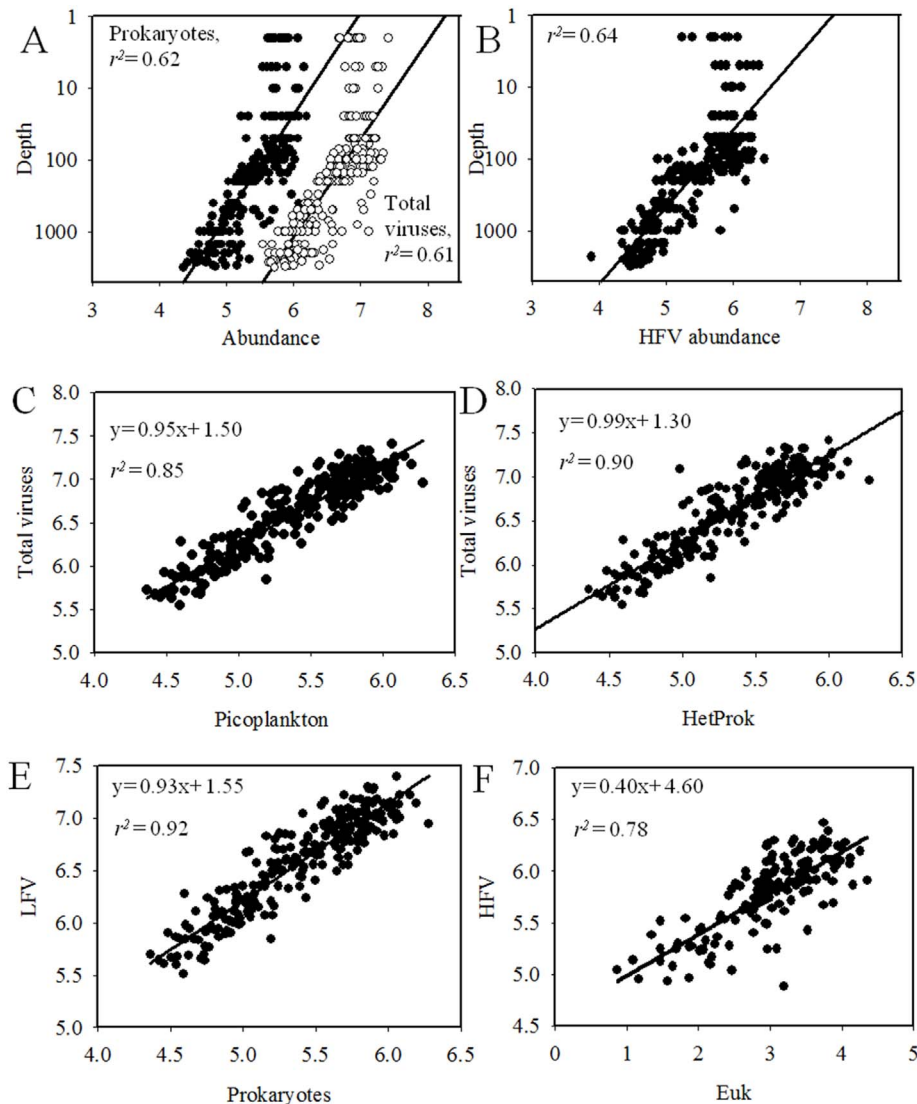 A
Prokaryotes,
r²= 0.62
Total
viruses,
r²= 0.61
Depth
1
10
100
1000
3 4 5 6 7 8
Abundance
B
r²= 0.64
Depth
1
10
100
1000
3 4 5 6 7 8
HFV abundance
C
y=0.95x+1.50
r²= 0.85
Total viruses
8.0
7.5
7.0
6.5
6.0
5.5
5.0
4.0 4.5 5.0 5.5 6.0 6.5
Picoplankton
D
y=0.99x+1.30
r²= 0.90
Total viruses
8.0
7.5
7.0
6.5
6.0
5.5
5.0
4.0 4.5 5.0 5.5 6.0 6.5
HetProk
E
y=0.93x+1.55
r²= 0.92
LFV
7.5
7.0
6.5
6.0
5.5
5.0
4.0 4.5 5.0 5.5 6.0 6.5
Prokaryotes
F
y=0.40x+4.60
r²= 0.78
HFV
7.0
6.5
6.0
5.5
5.0
4.5
0 1 2 3 4 5
Euk